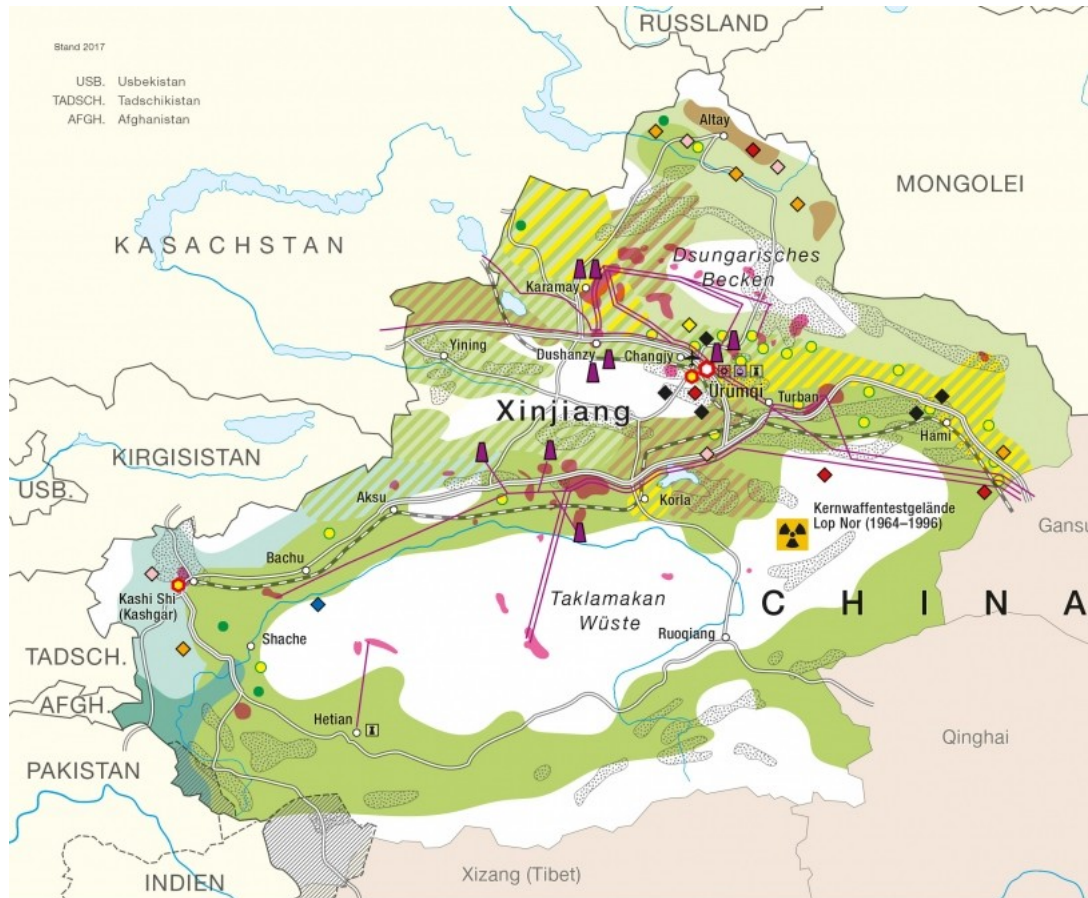 RUSSLAND
Stand 2017
USB. Usbekistan
TADSCH. Tadschikistan
AFGH. Afghanistan
Altay
MONGOLEI
KASACHSTAN
Dsungarisches
Becken
Karamay
Yining
Dushanzy
Changjy
Ürümqi
Turban
Xinjiang
Hami
KIRGISISTAN
USB.
Aksu
Korla
Kernwaffentestgelände
Lop Nor (1964–1996)
Gansu
Bachu
CHINA
Kashi Shi
(Kashgar)
Taklamakan
Wüste
Ruoqiang
Shache
TADSCH.
AFGH.
Hetian
Qinghai
PAKISTAN
Xizang (Tibet)
INDIEN